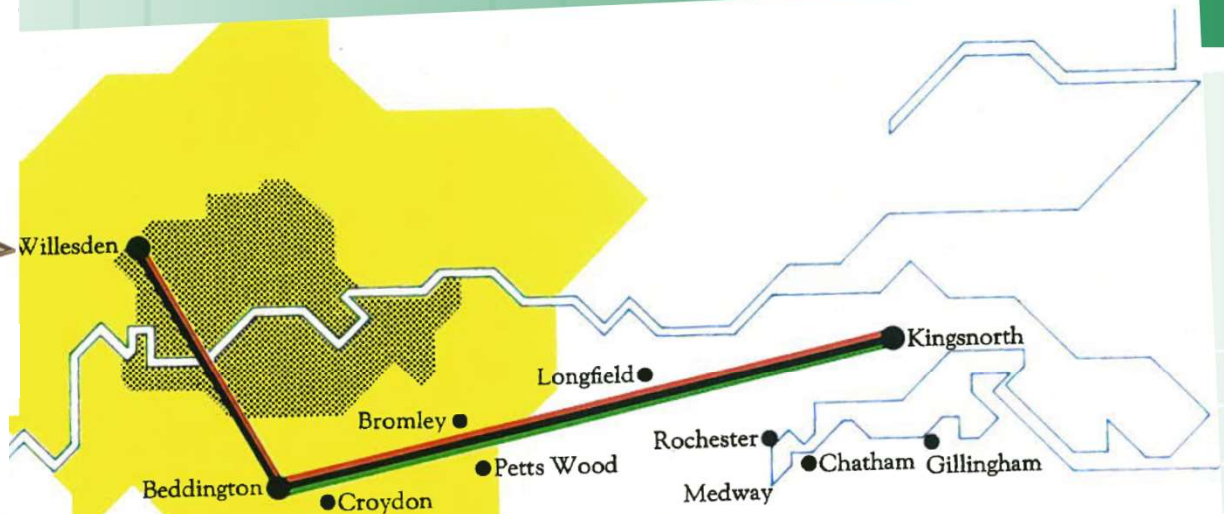 Willesden
Kingsnorth
Longfield
Bromley
Rochester
Petts Wood
Chatham
Gillingham
Beddington
Medway
Croydon